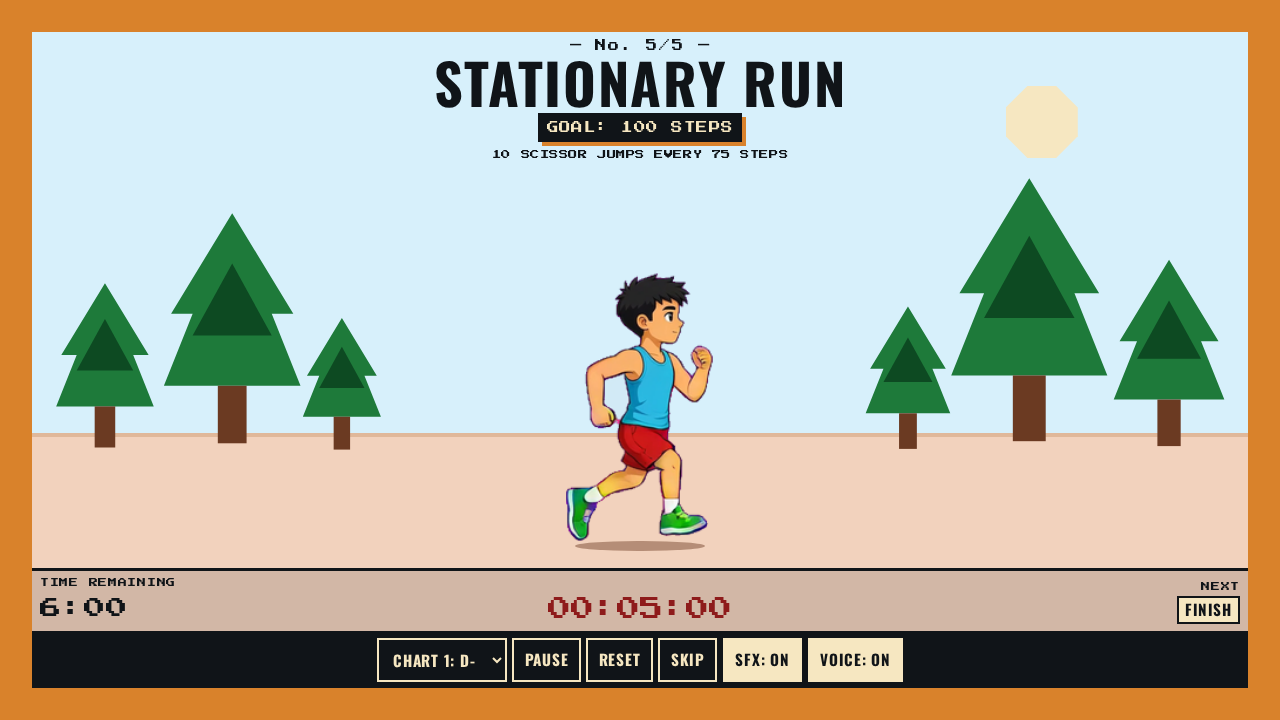 — No. 5/5 —
STATIONARY RUN
GOAL: 100 STEPS
10 SCISSOR JUMPS EVERY 75 STEPS
TIME REMAINING
6:00
00:05:00
NEXT
FINISH
CHART 1: D-
PAUSE
RESET
SKIP
SFX: ON
VOICE: ON